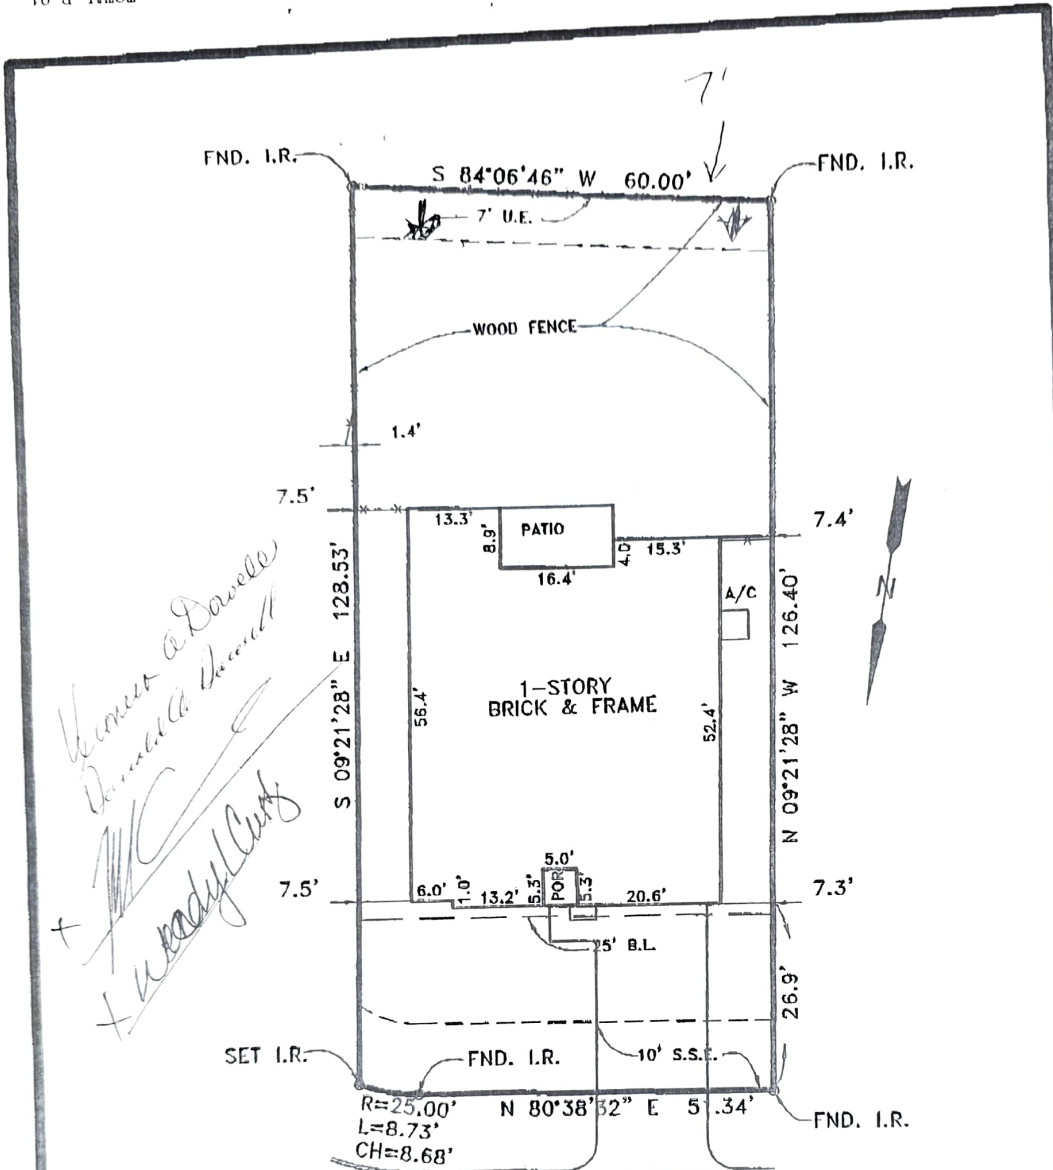 7'
FND. I.R.
S 84°06'46" W 60.00'
FND. I.R.
7' U.E.
WOOD FENCE
1.4'
7.5'
13.3'
PATIO
8.9'
16.4'
4.0
15.3'
7.4'
A/C
N
S 09°21'28" E 128.53'
56.4'
1-STORY
BRICK & FRAME
52.4'
N 09°21'28" W 126.40'
7.5'
6.0'
1.0'
13.2'
5.3'
5.0'
POR
5.3'
20.6'
7.3'
B.L.
26.9'
SET I.R.
FND. I.R.
10' S.S.E.
R=25.00'
L=8.73'
CH=8.68'
N 80°38'32" E
FND. I.R.